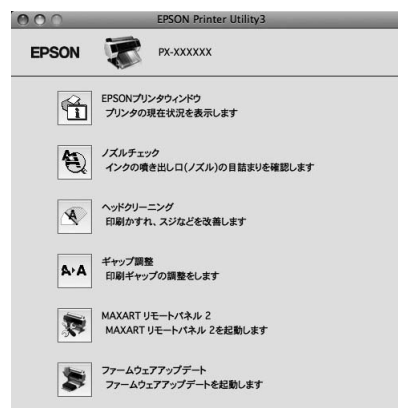 EPSON Printer Utility3
EPSON PX-XXXXXX
EPSONプリンタウィンドウ
プリンタの現在状況を表示します
ノズルチェック
インクの噴き出し口(ノズル)の目詰まりを確認します
ヘッドクリーニング
印刷かすれ、スジなどを改善します
ギャップ調整
印刷ギャップの調整をします
MAXART リモートパネル 2
MAXART リモートパネル 2を起動します
ファームウェアアップデート
ファームウェアアップデートを起動します